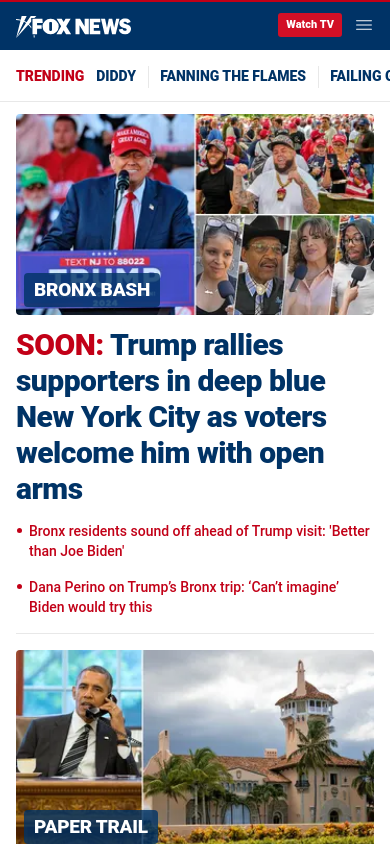 FOX NEWS
Watch TV
TRENDING DIDDY FANNING THE FLAMES FAILING
MAKE AMERICA
GREAT AGAIN
TEXT NJ TO 88022
TRUMP
2024
BRONX BASH
SOON: Trump rallies
supporters in deep blue
New York City as voters
welcome him with open
arms
• Bronx residents sound off ahead of Trump visit: 'Better
than Joe Biden'
• Dana Perino on Trump’s Bronx trip: ‘Can’t imagine’
Biden would try this
PAPER TRAIL